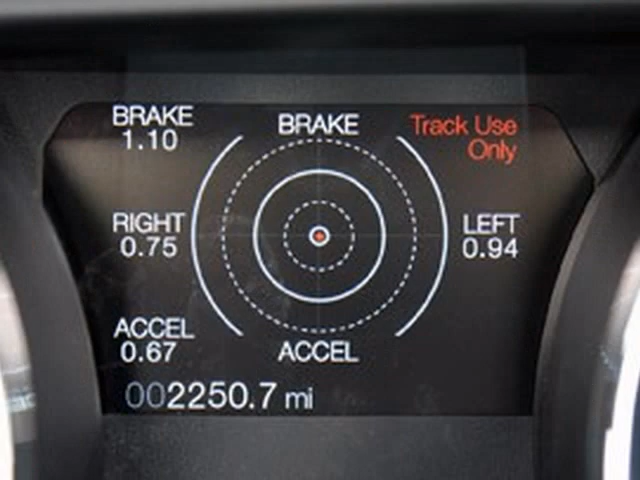 BRAKE
1.10
BRAKE
Track Use
Only
RIGHT
0.75
LEFT
0.94
ACCEL
0.67
ACCEL
002250.7 mi